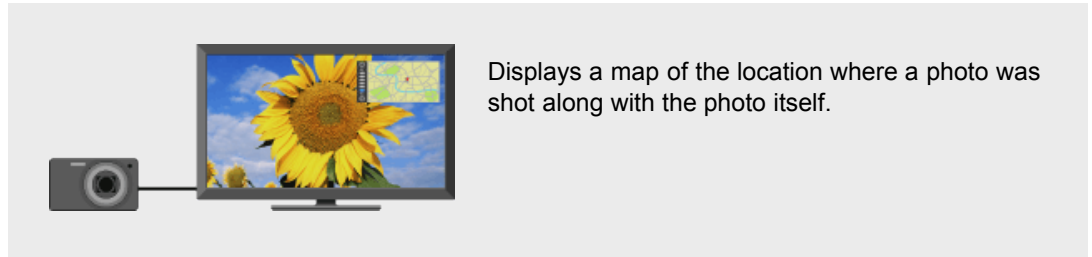 Displays a map of the location where a photo was
shot along with the photo itself.